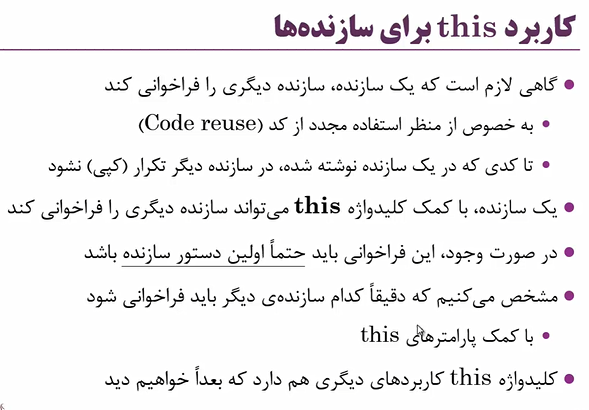 کاربرد this برای سازنده‌ها
● گاهی لازم است که یک سازنده، سازنده دیگری را فراخوانی کند
• به خصوص از منظر استفاده مجدد از کد (Code reuse)
• تا کدی که در یک سازنده نوشته شده، در سازنده دیگر تکرار (کپی) نشود
● یک سازنده، با کمک کلیدواژه this می‌تواند سازنده دیگری را فراخوانی کند
● در صورت وجود، این فراخوانی باید حتماً اولین دستور سازنده باشد
● مشخص می‌کنیم که دقیقاً کدام سازنده‌ی دیگر باید فراخوانی شود
• با کمک پارامترهای this
● کلیدواژه this کاربردهای دیگری هم دارد که بعداً خواهیم دید